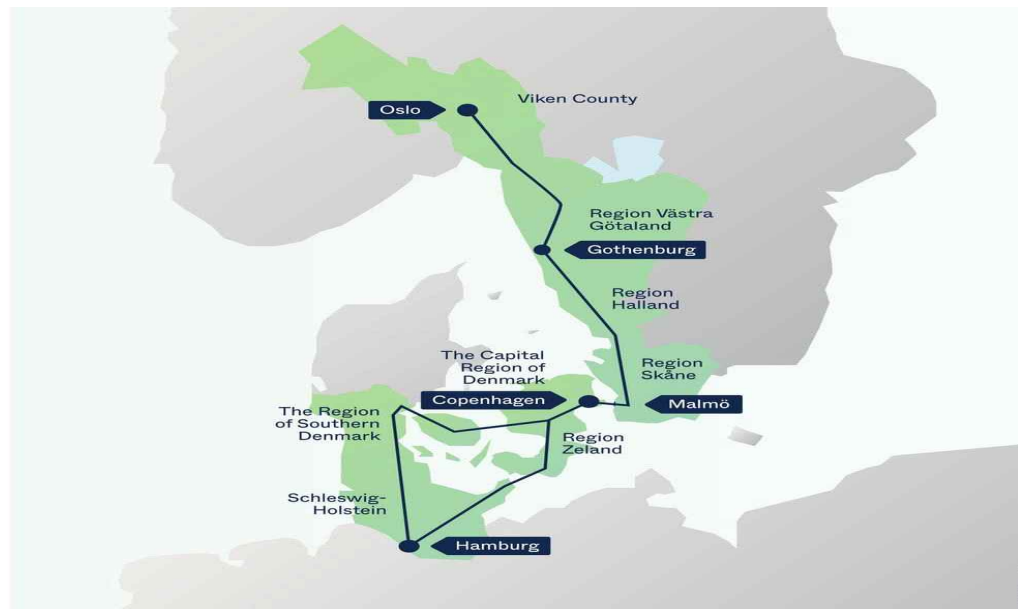 Viken County
Oslo
Region Västra
Götaland
Gothenburg
Region
Halland
The Capital
Region of
Denmark
Region
Skåne
Copenhagen
Malmö
The Region
of Southern
Denmark
Region
Zeland
Schleswig-
Holstein
Hamburg